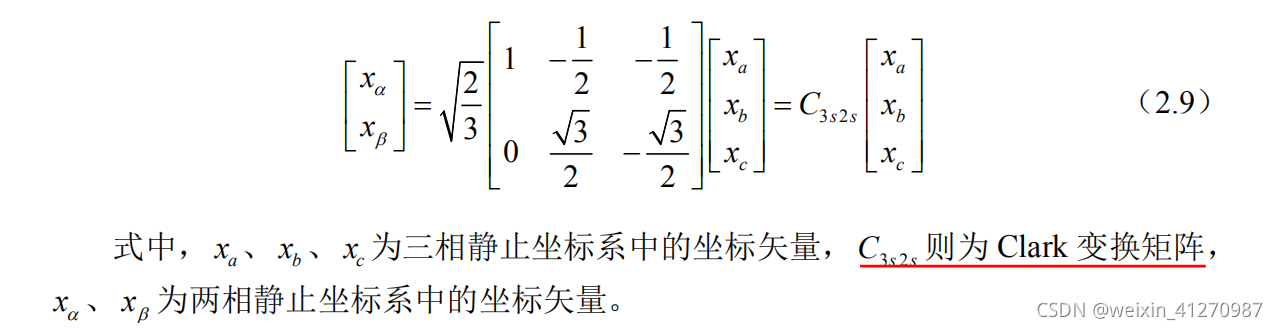 $$\begin{bmatrix} x_\alpha \\ x_\beta \end{bmatrix} = \sqrt{\frac{2}{3}} \begin{bmatrix} 1 & -\frac{1}{2} & -\frac{1}{2} \\ 0 & \frac{\sqrt{3}}{2} & -\frac{\sqrt{3}}{2} \end{bmatrix} \begin{bmatrix} x_a \\ x_b \\ x_c \end{bmatrix} = C_{3s2s} \begin{bmatrix} x_a \\ x_b \\ x_c \end{bmatrix}$$ （2.9）
式中，$x_a$、$x_b$、$x_c$为三相静止坐标系中的坐标矢量，$C_{3s2s}$则为 Clark 变换矩阵，
$x_\alpha$、$x_\beta$为两相静止坐标系中的坐标矢量。
CSDN @weixin_41270987